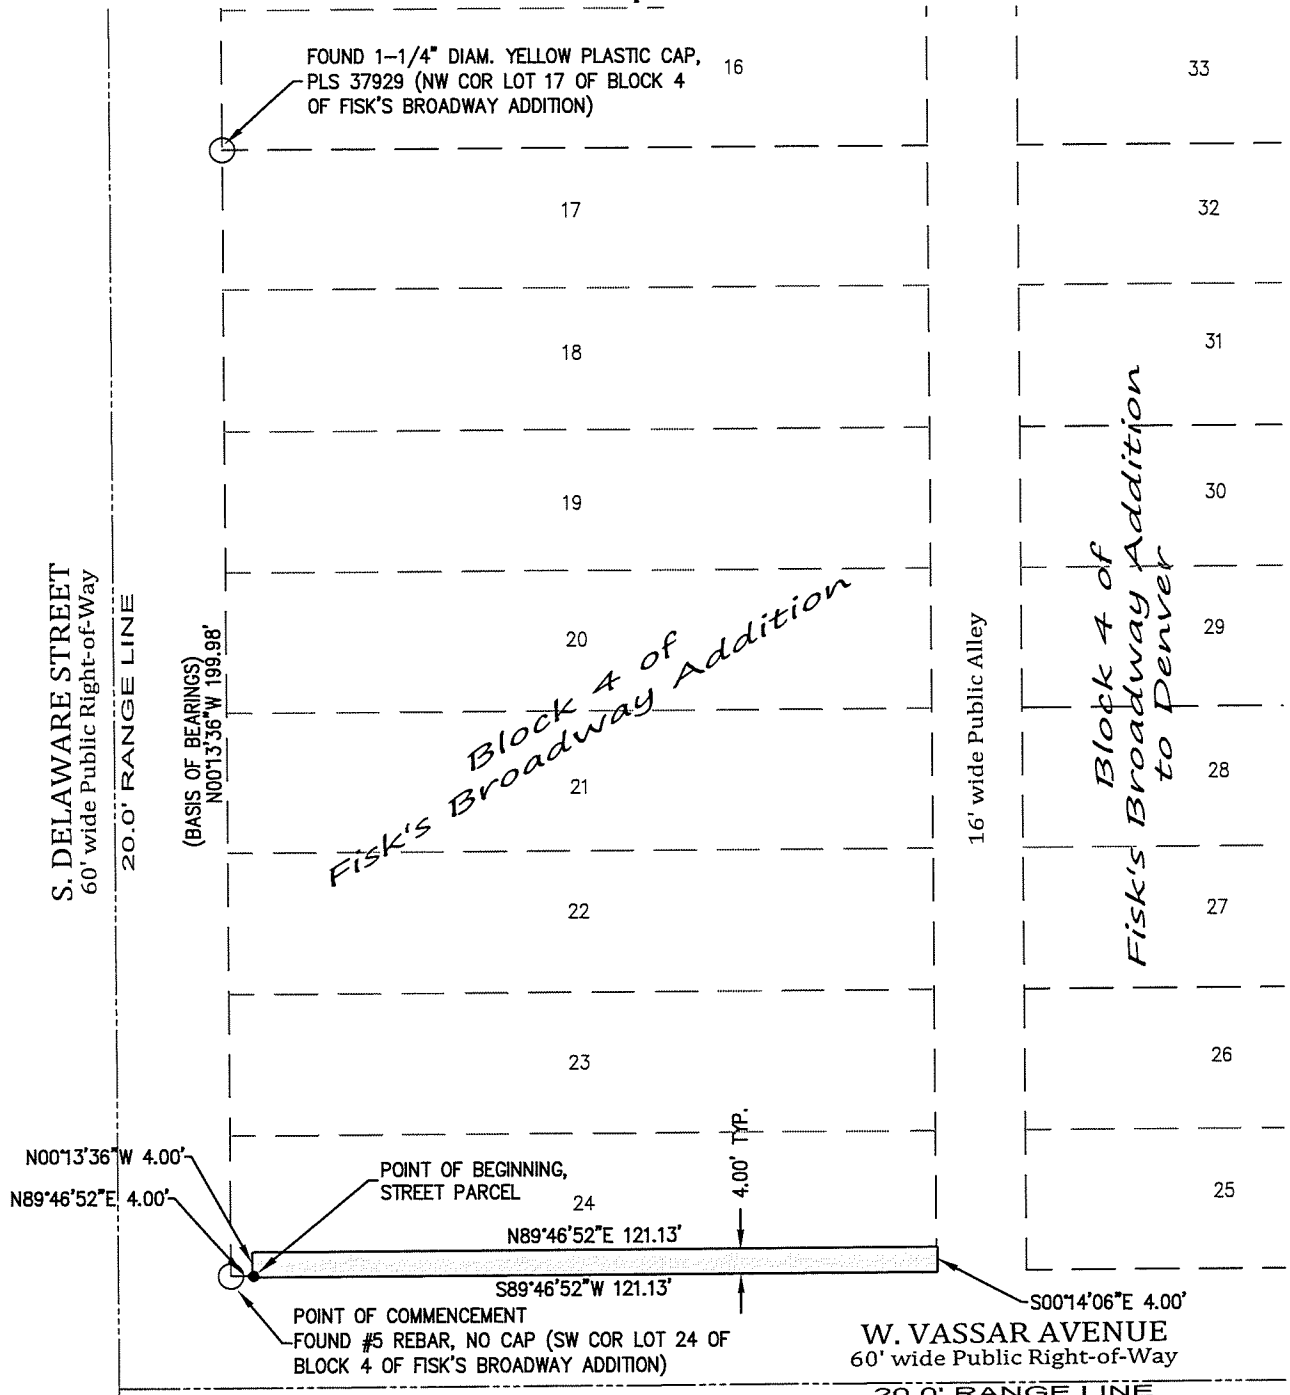 FOUND 1-1/4" DIAM. YELLOW PLASTIC CAP,
PLS 37929 (NW COR LOT 17 OF BLOCK 4
OF FISK'S BROADWAY ADDITION)
16
33
17
32
18
31
19
30
20
29
21
28
22
27
23
26
24
25
Block 4 of
Fisk's Broadway Addition
Block 4 of
Fisk's Broadway Addition
to Denver
S. DELAWARE STREET
60' wide Public Right-of-Way
20.0' RANGE LINE
(BASIS OF BEARINGS)
N00°13'36"W 199.98'
16' wide Public Alley
N00°13'36"W 4.00'
N89°46'52"E 4.00'
POINT OF BEGINNING,
STREET PARCEL
4.00' TYP.
N89°46'52"E 121.13'
S89°46'52"W 121.13'
S00°14'06"E 4.00'
POINT OF COMMENCEMENT
FOUND #5 REBAR, NO CAP (SW COR LOT 24 OF
BLOCK 4 OF FISK'S BROADWAY ADDITION)
W. VASSAR AVENUE
60' wide Public Right-of-Way
20.0' RANGE LINE